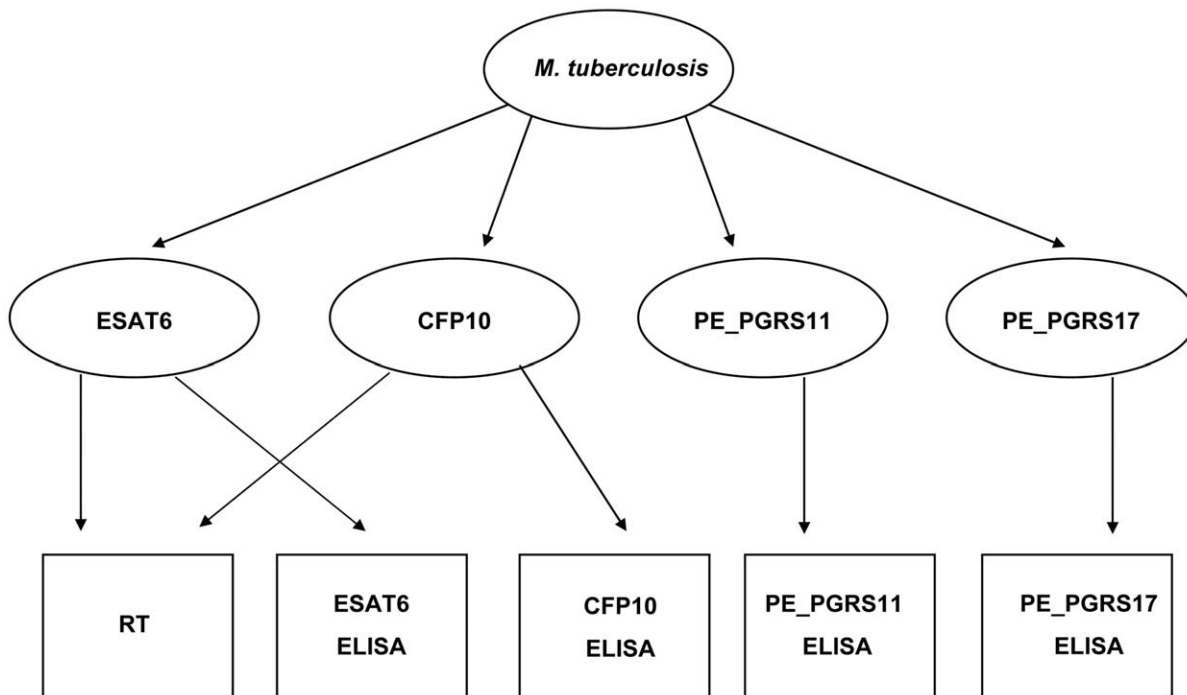 M. tuberculosis
ESAT6
CFP10
PE_PGRS11
PE_PGRS17
RT
ESAT6
ELISA
CFP10
ELISA
PE_PGRS11
ELISA
PE_PGRS17
ELISA